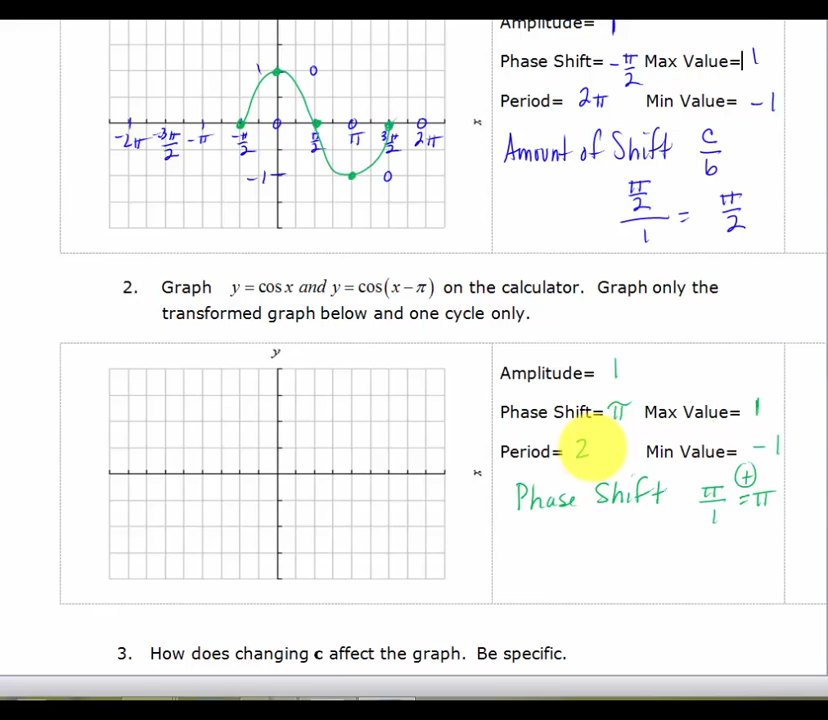 Amplitude= 1
Phase Shift= -π/2 Max Value= 1
Period= 2π Min Value= -1
Amount of Shift c/b
π/2/1 = π/2
1 0
-2π -3π/2 -π -π/2 0 π/2 π 3π/2 2π x
-1 0
2. Graph y = cos x and y = cos(x − π) on the calculator. Graph only the
transformed graph below and one cycle only.
y
Amplitude= 1
Phase Shift= π Max Value= 1
Period= 2 Min Value= -1
x
Phase Shift π/1 = π (+)
3. How does changing c affect the graph. Be specific.